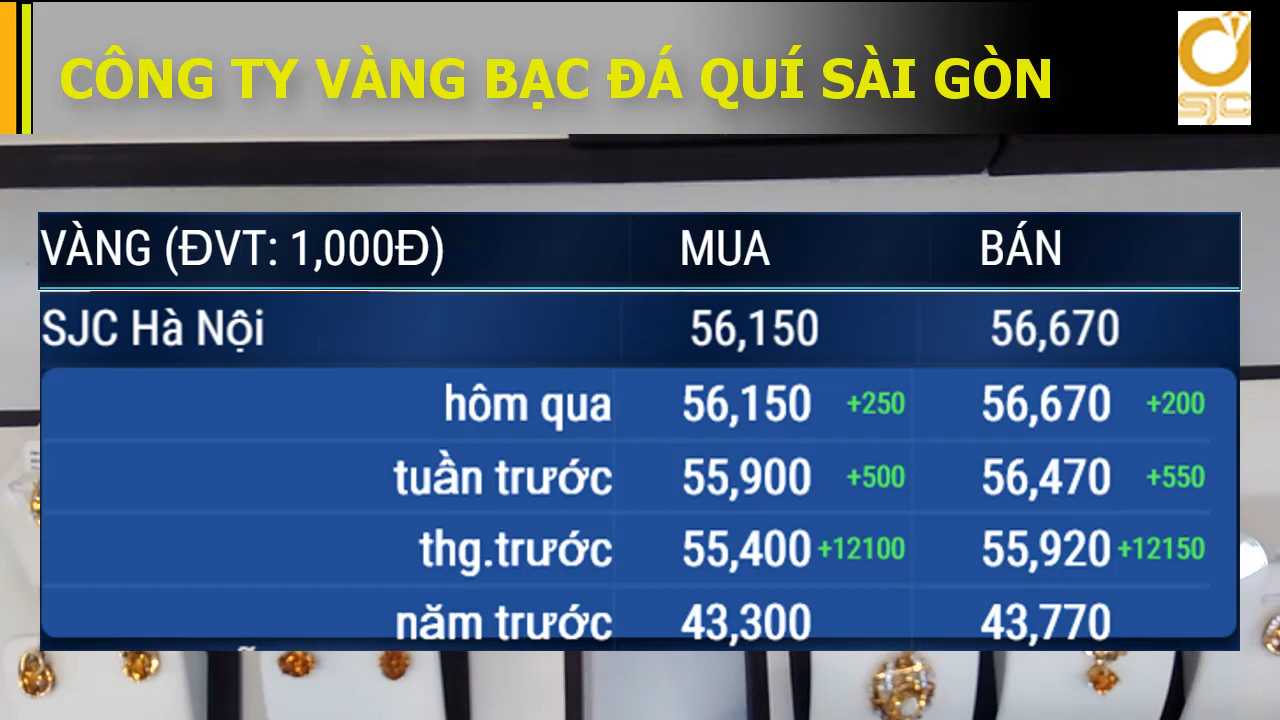 CÔNG TY VÀNG BẠC ĐÁ QUÍ SÀI GÒN
SJC
VÀNG (ĐVT: 1,000Đ) MUA BÁN
SJC Hà Nội 56,150 56,670
hôm qua 56,150 +250 56,670 +200
tuần trước 55,900 +500 56,470 +550
thg.trước 55,400 +12100 55,920 +12150
năm trước 43,300 43,770